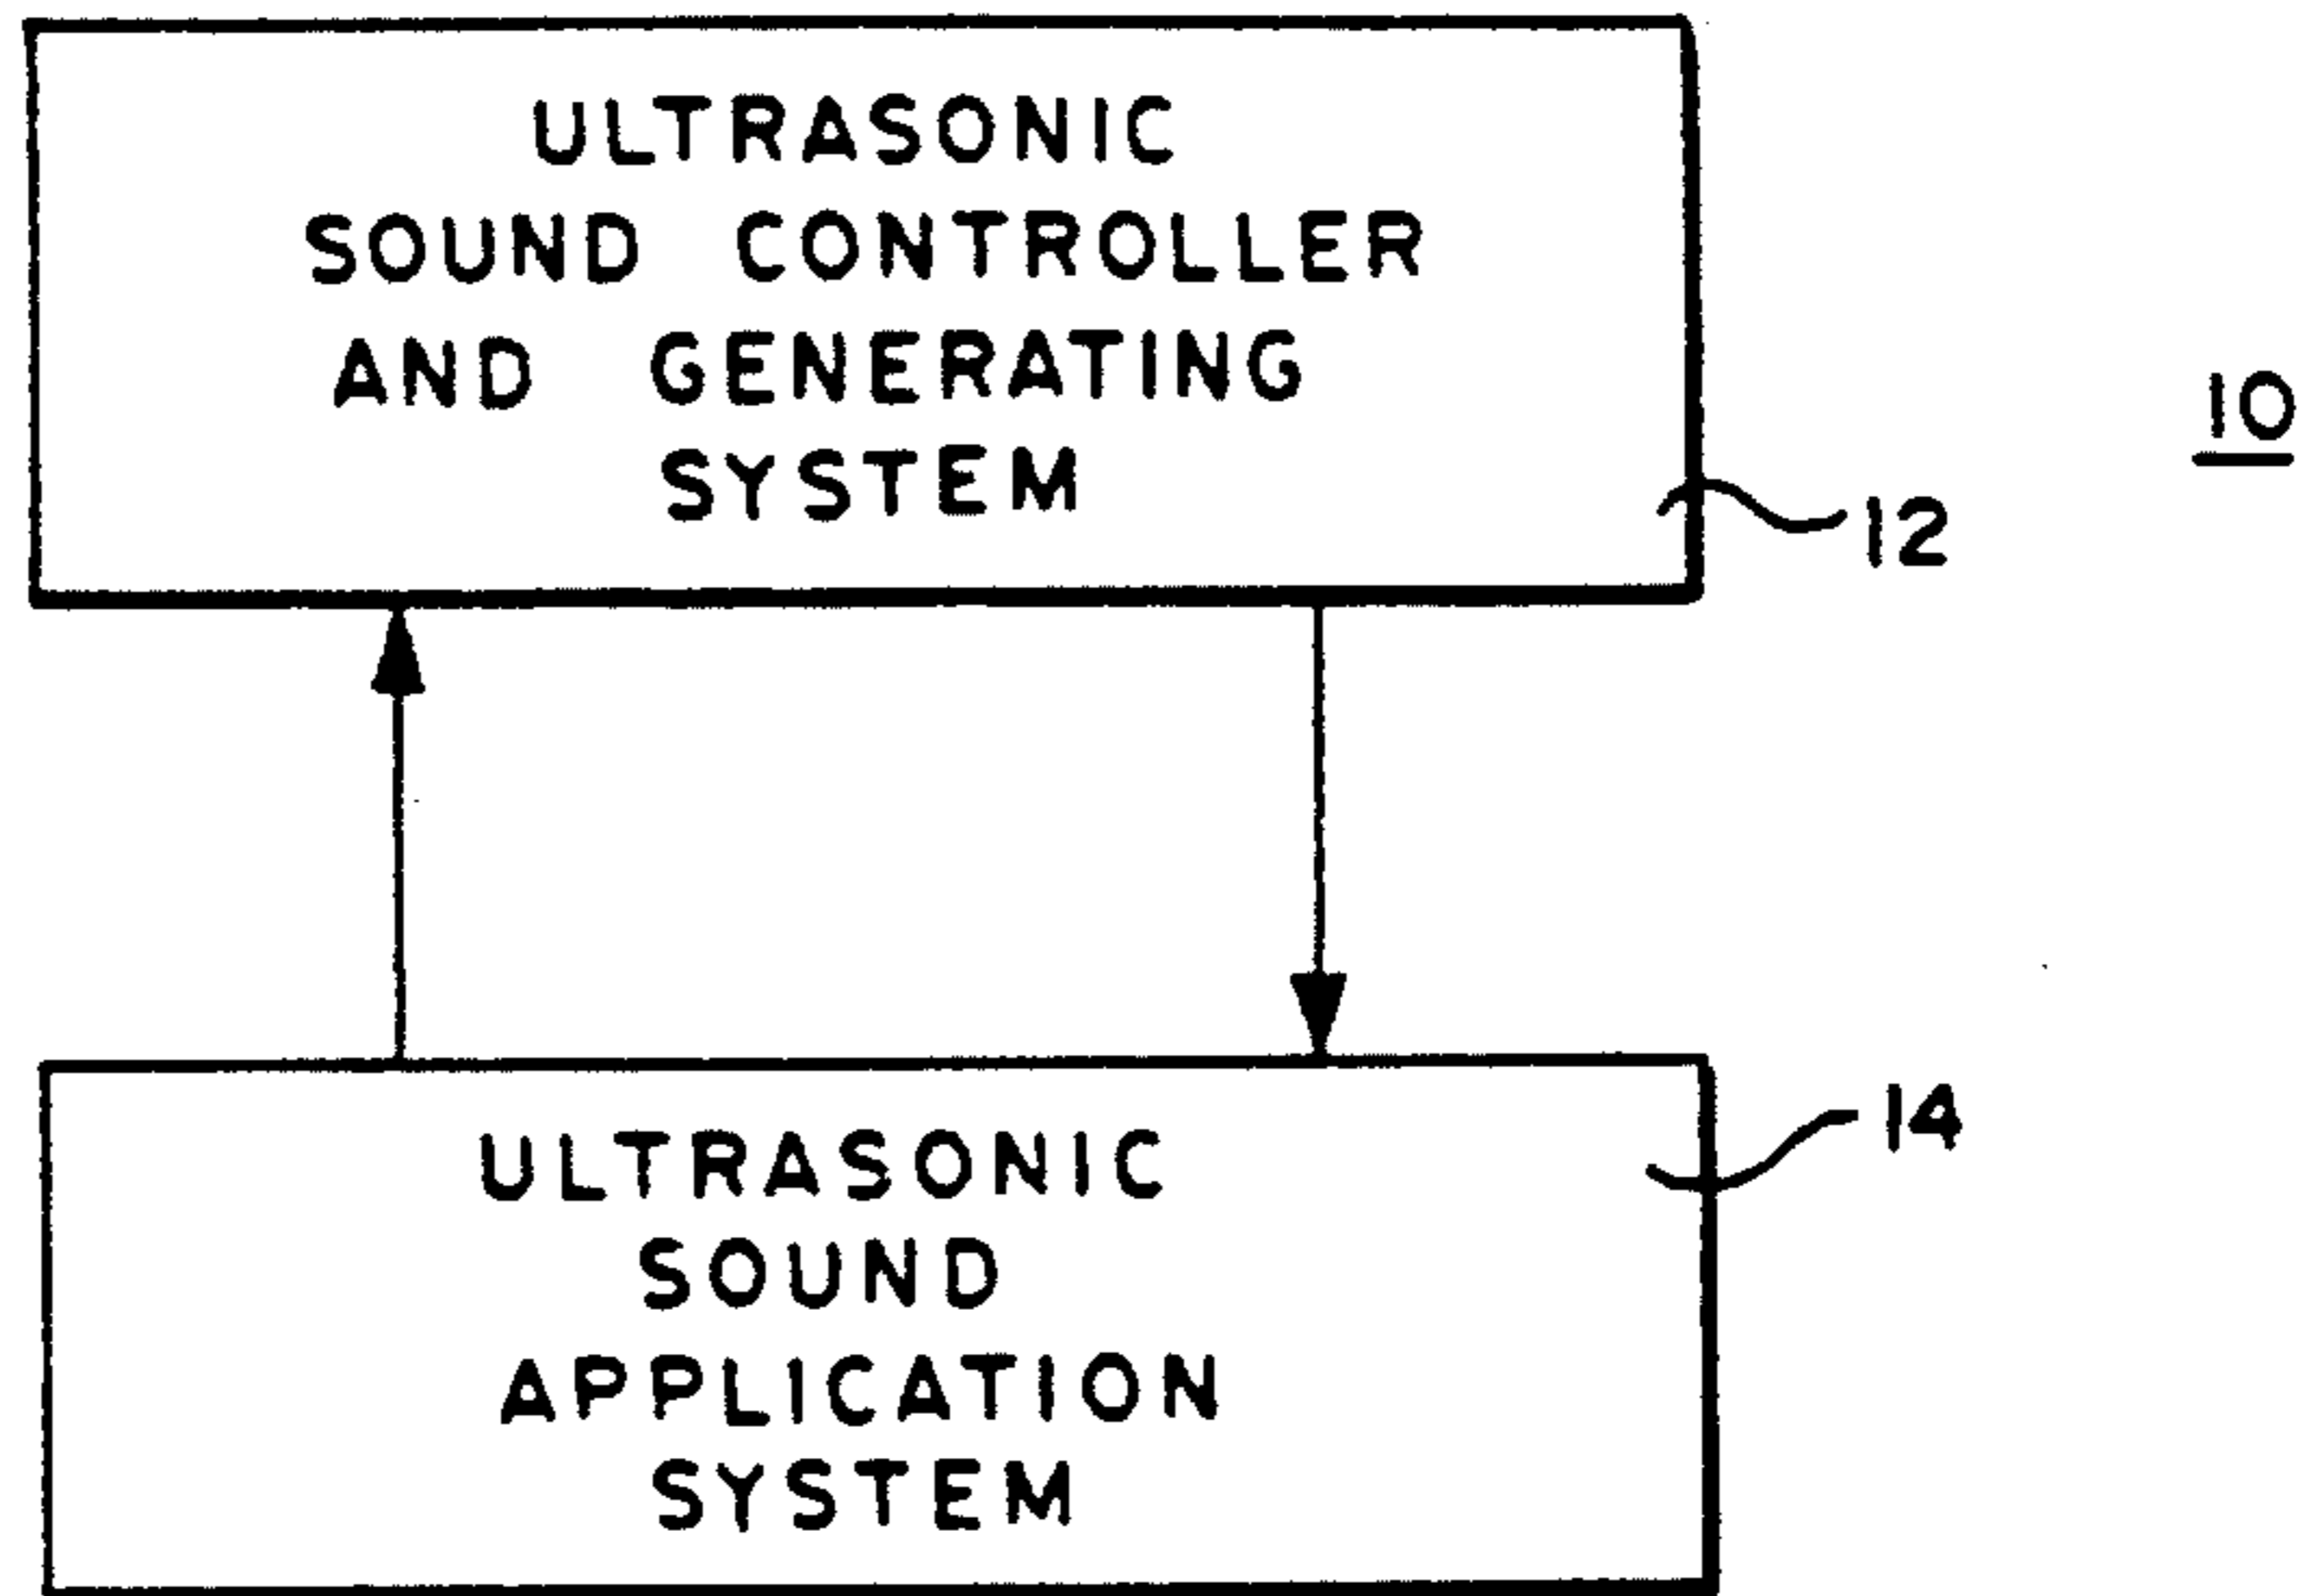 ULTRASONIC
SOUND CONTROLLER
AND GENERATING
SYSTEM
10
12
14
ULTRASONIC
SOUND
APPLICATION
SYSTEM